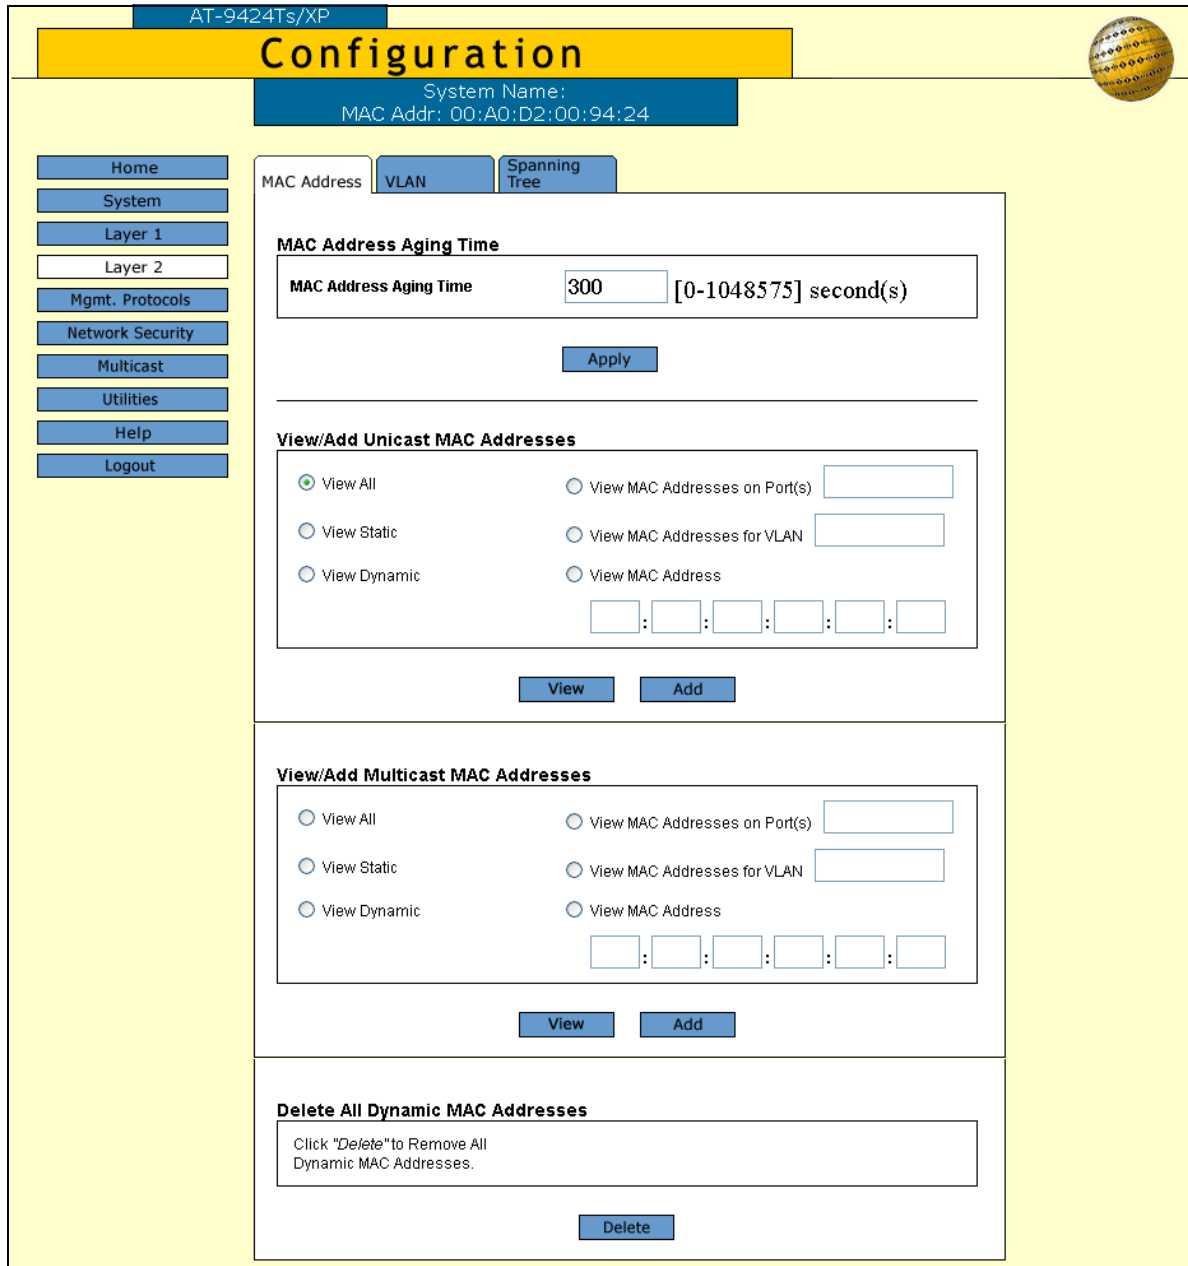 AT-9424Ts/XP
Configuration
System Name:
MAC Addr: 00:A0:D2:00:94:24
Home
System
Layer 1
Layer 2
Mgmt. Protocols
Network Security
Multicast
Utilities
Help
Logout
MAC Address
VLAN
Spanning
Tree
MAC Address Aging Time
MAC Address Aging Time 300 [0-1048575] second(s)
Apply
View/Add Unicast MAC Addresses
View All
View MAC Addresses on Port(s)
View Static
View MAC Addresses for VLAN
View Dynamic
View MAC Address
: : : : :
View
Add
View/Add Multicast MAC Addresses
View All
View MAC Addresses on Port(s)
View Static
View MAC Addresses for VLAN
View Dynamic
View MAC Address
: : : : :
View
Add
Delete All Dynamic MAC Addresses
Click "Delete" to Remove All
Dynamic MAC Addresses.
Delete